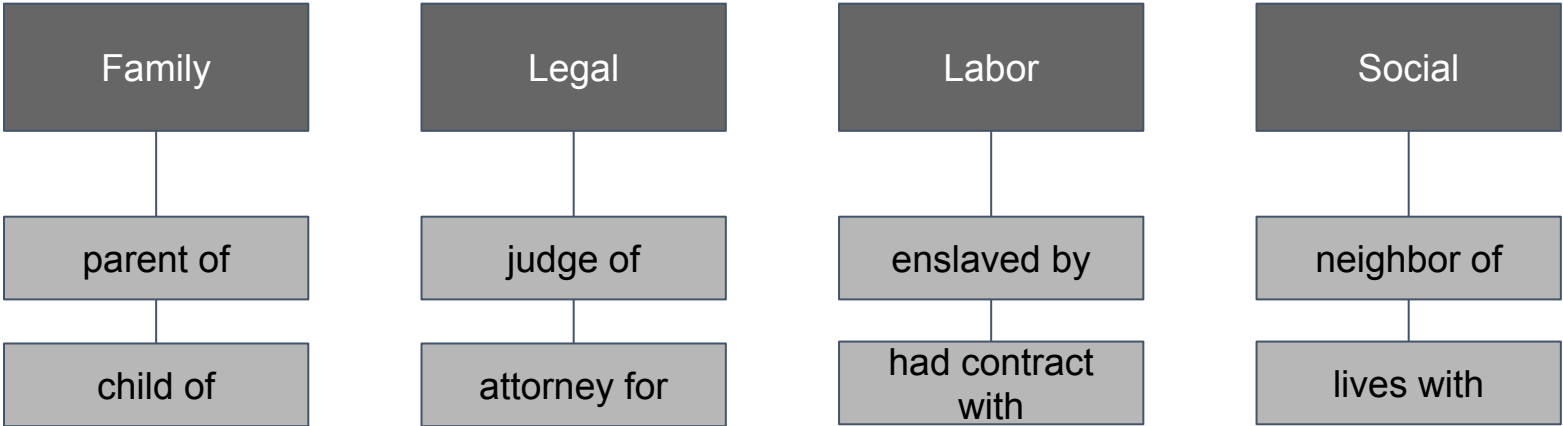 Family
Legal
Labor
Social
parent of
judge of
enslaved by
neighbor of
child of
attorney for
had contract
with
lives with